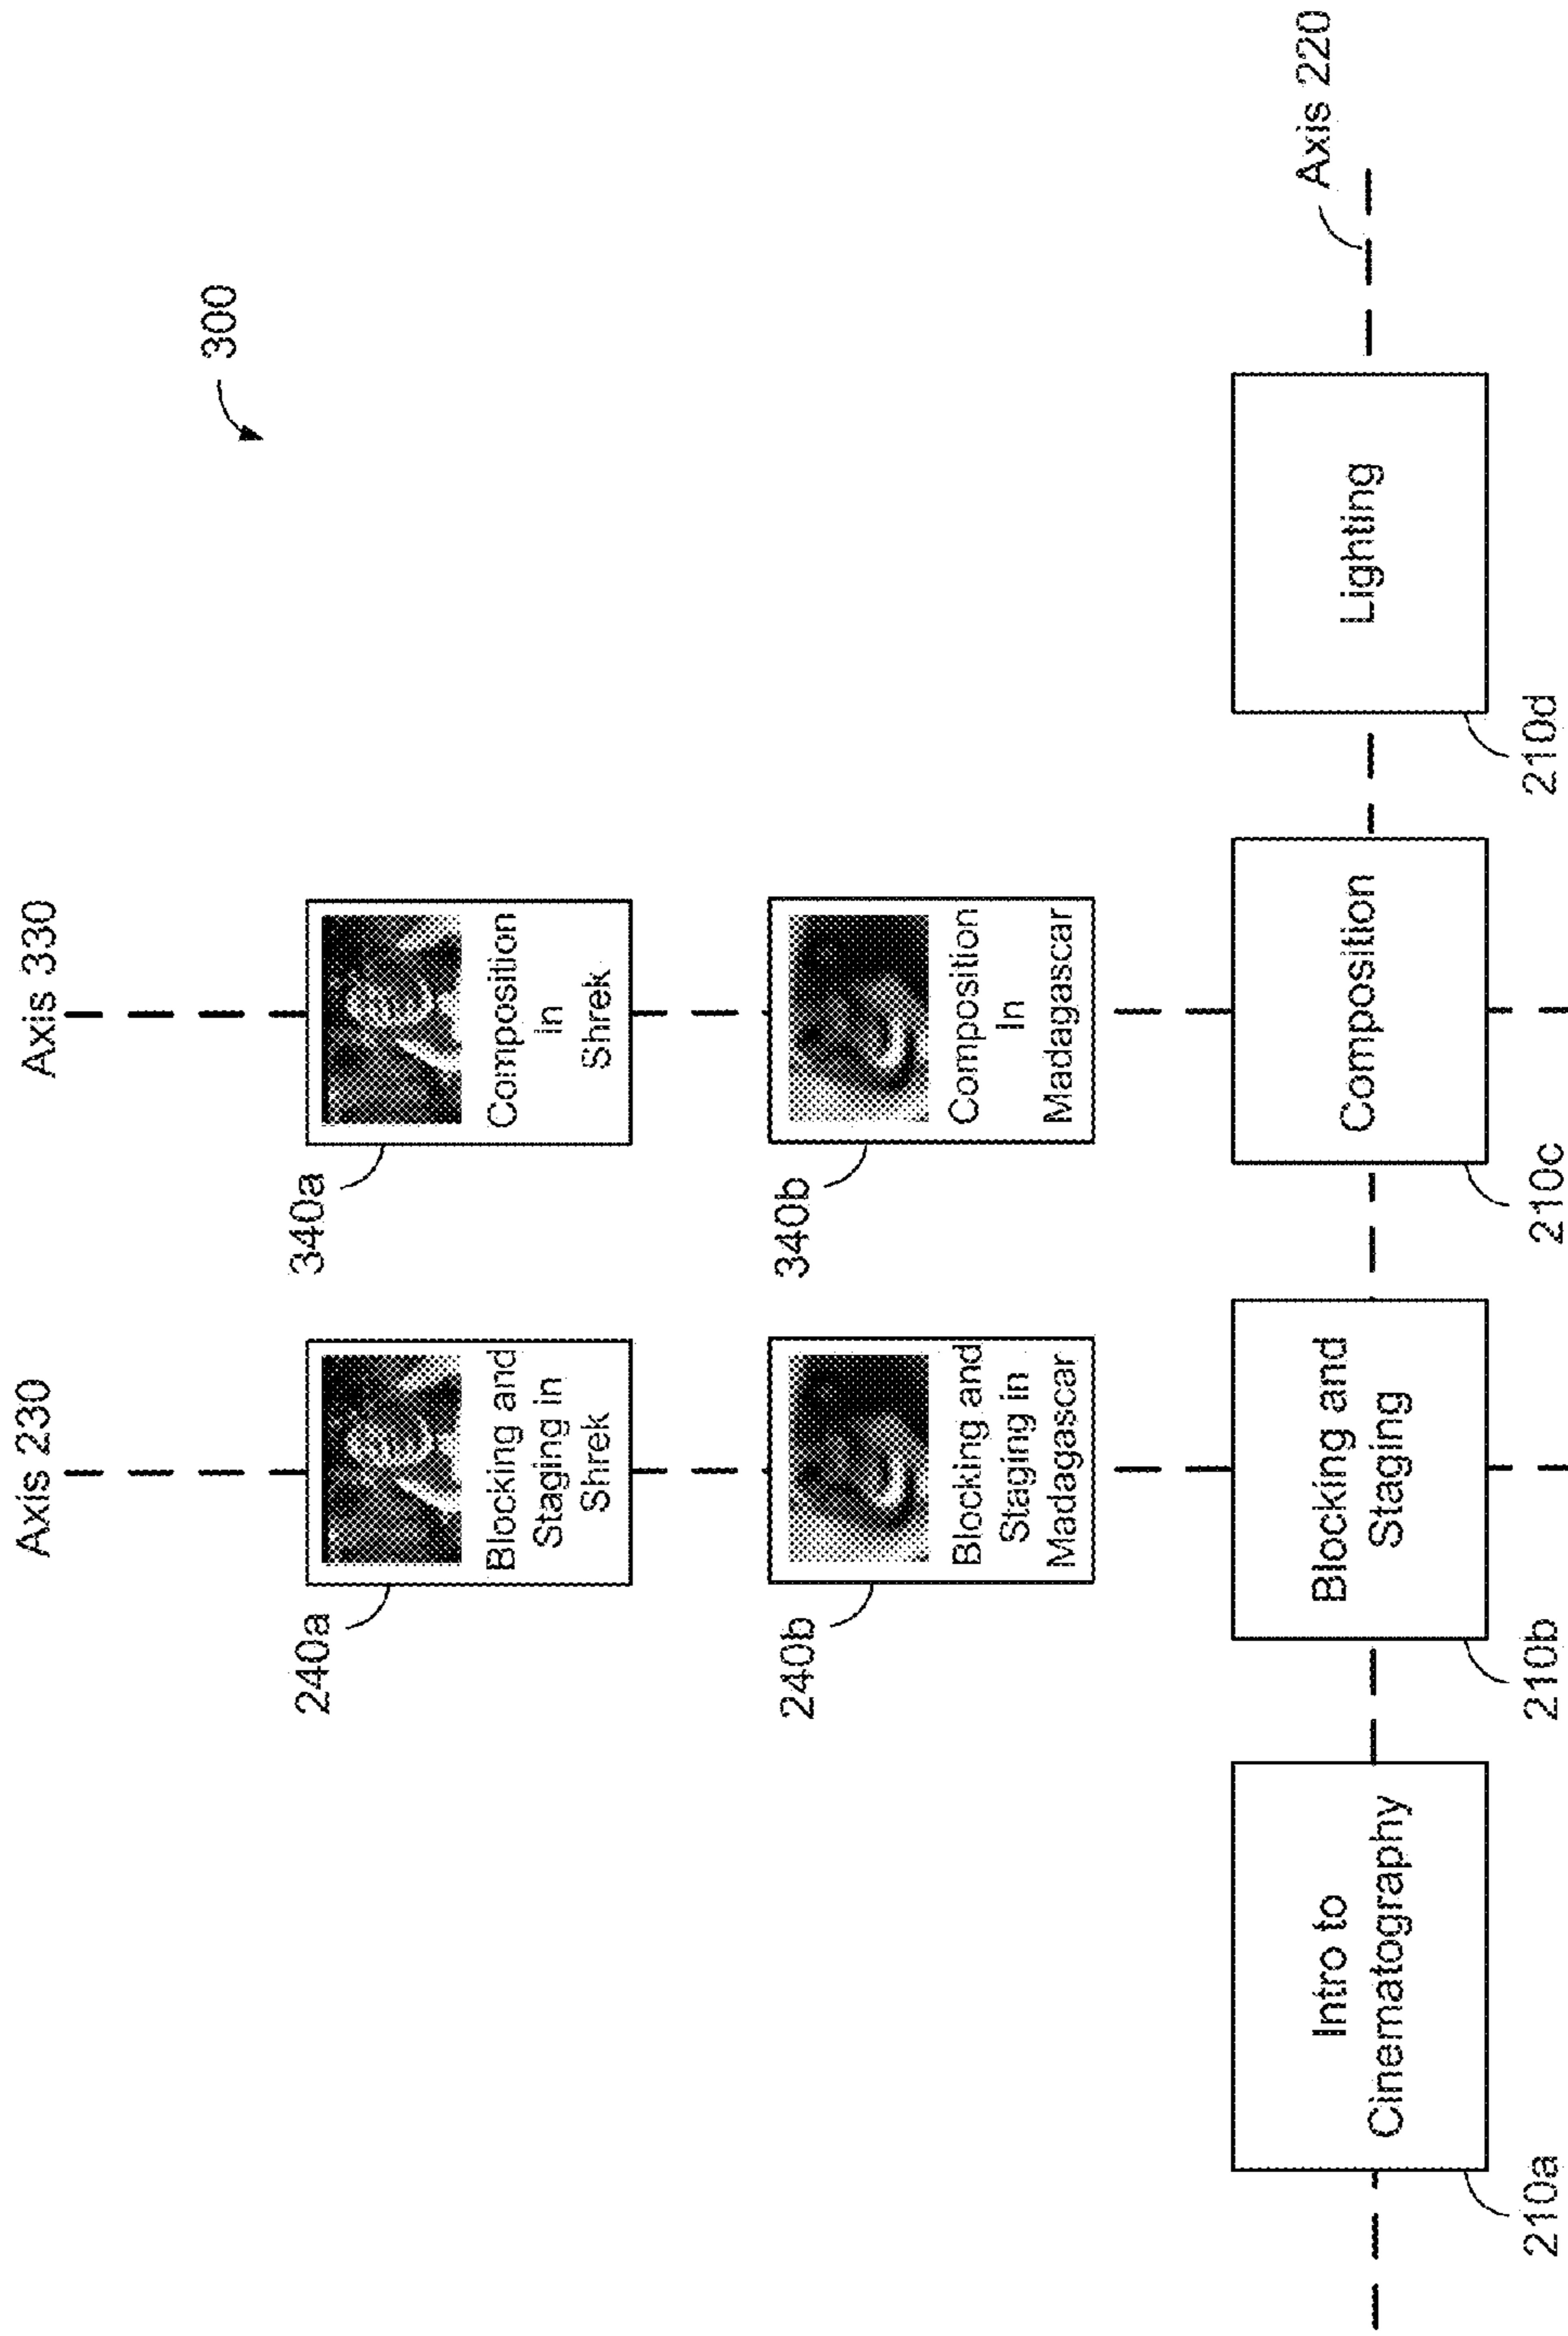 300
Axis 230
Axis 330
240a
Blocking and
Staging in
Shrek
340a
Composition
in
Shrek
240b
Blocking and
Staging in
Madagascar
340b
Composition
In
Madagascar
Axis 220
Intro to
Cinematography
Blocking and
Staging
Composition
Lighting
210a
210b
210c
210d